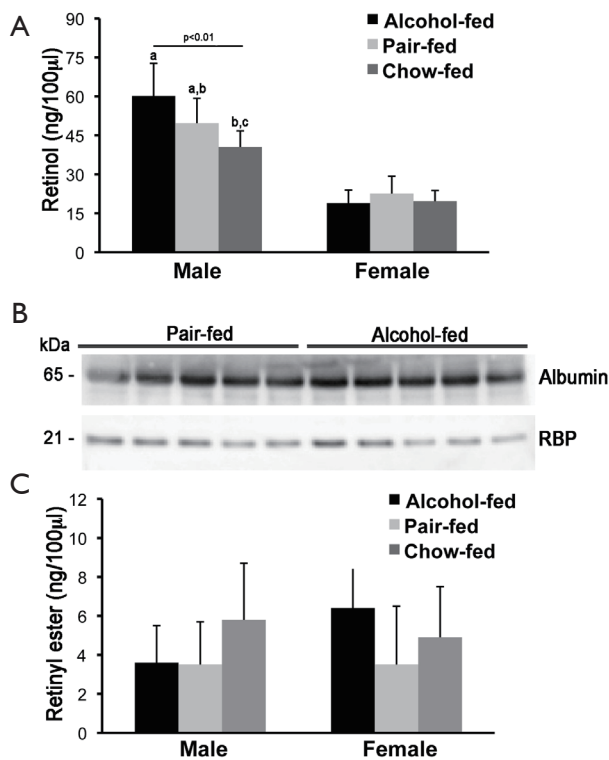 A
Retinol (ng/100µl)
90
75
60
45
30
15
0
p<0.01
a
a,b
b,c
Alcohol-fed
Pair-fed
Chow-fed
Male Female
B
Pair-fed Alcohol-fed
kDa
65 - Albumin
21 - RBP
C
Retinyl ester (ng/100µl)
12
10
8
6
4
2
0
Alcohol-fed
Pair-fed
Chow-fed
Male Female